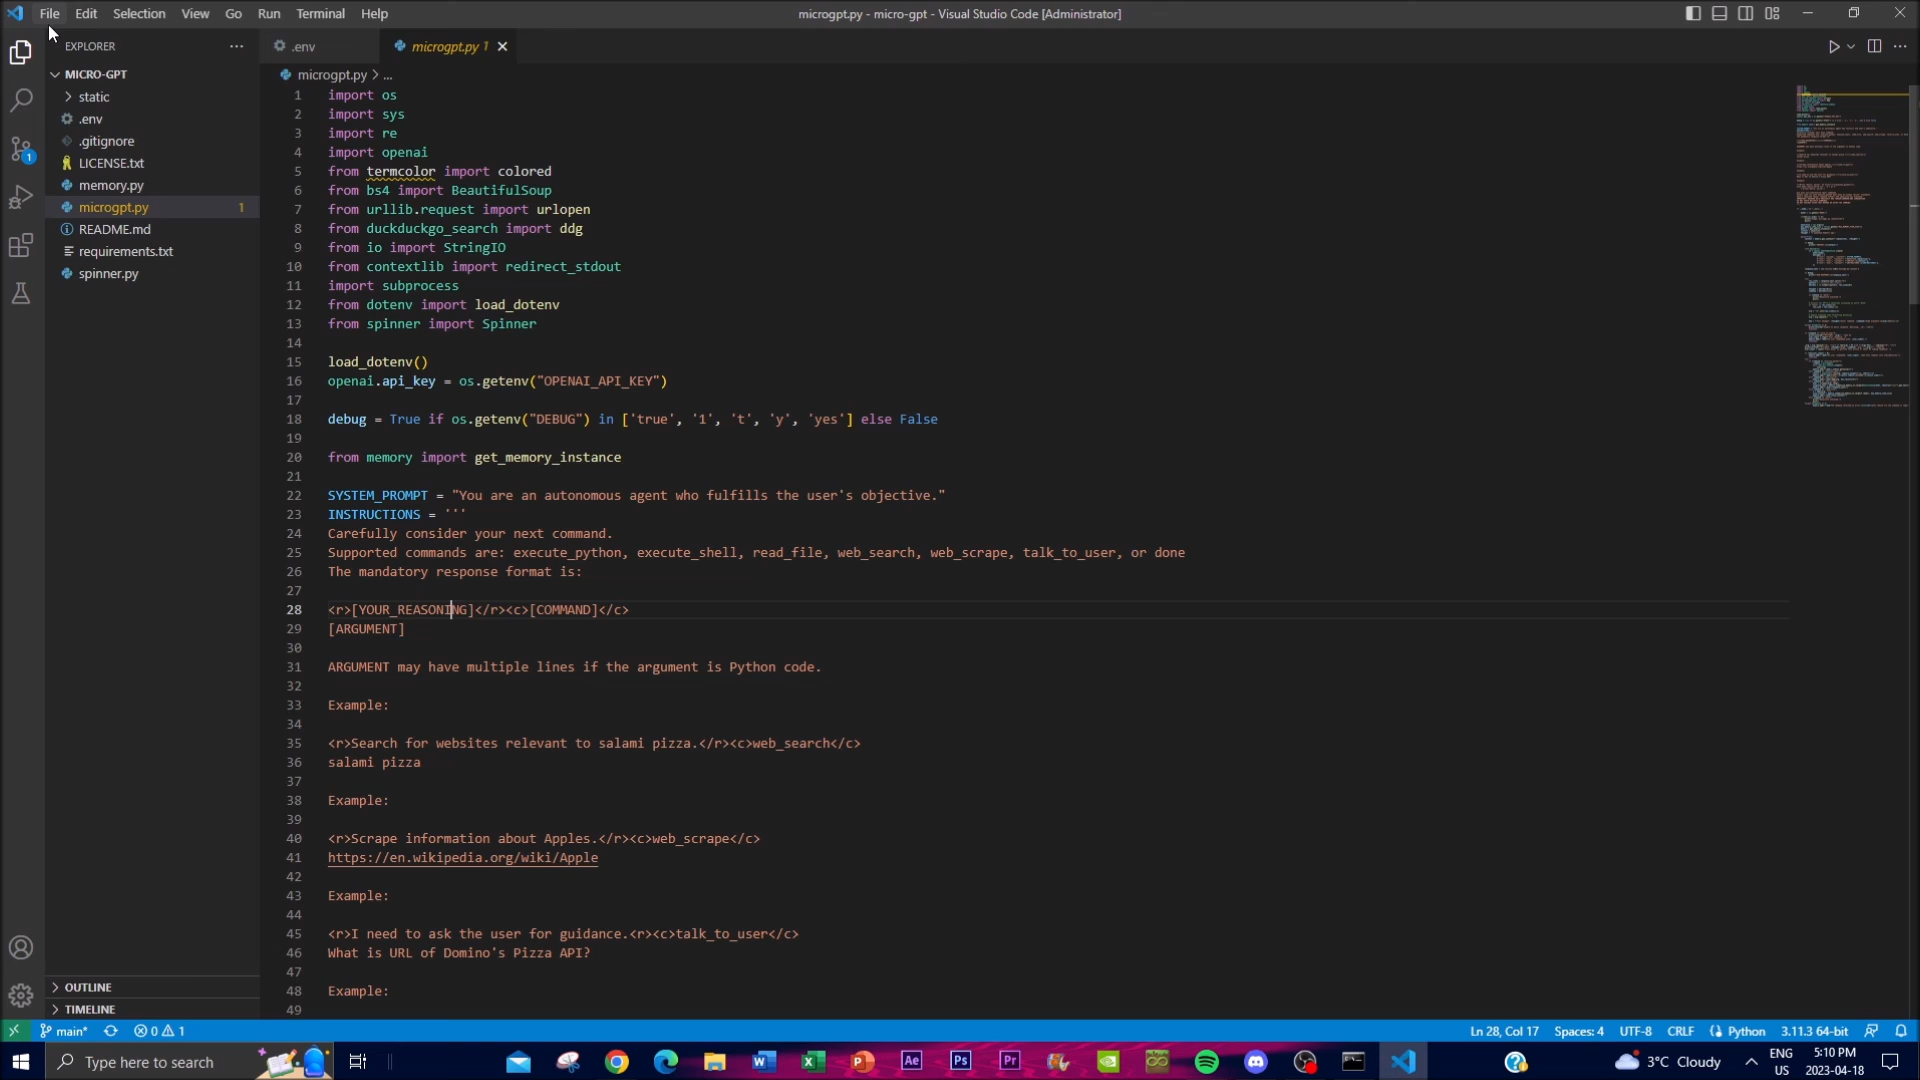 File Edit Selection View Go Run Terminal Help
microgpt.py - micro-gpt - Visual Studio Code [Administrator]
EXPLORER
MICRO-GPT
static
.env
.gitignore
LICENSE.txt
memory.py
microgpt.py 1
README.md
requirements.txt
spinner.py
OUTLINE
TIMELINE
.env
microgpt.py 1
microgpt.py > ...
1 import os
2 import sys
3 import re
4 import openai
5 from termcolor import colored
6 from bs4 import BeautifulSoup
7 from urllib.request import urlopen
8 from duckduckgo_search import ddg
9 from io import StringIO
10 from contextlib import redirect_stdout
11 import subprocess
12 from dotenv import load_dotenv
13 from spinner import Spinner
14
15 load_dotenv()
16 openai.api_key = os.getenv("OPENAI_API_KEY")
17
18 debug = True if os.getenv("DEBUG") in ['true', '1', 't', 'y', 'yes'] else False
19
20 from memory import get_memory_instance
21
22 SYSTEM_PROMPT = "You are an autonomous agent who fulfills the user's objective."
23 INSTRUCTIONS = '''
24 Carefully consider your next command.
25 Supported commands are: execute_python, execute_shell, read_file, web_search, web_scrape, talk_to_user, or done
26 The mandatory response format is:
27
28 <r>[YOUR_REASONING]</r><c>[COMMAND]</c>
29 [ARGUMENT]
30
31 ARGUMENT may have multiple lines if the argument is Python code.
32
33 Example:
34
35 <r>Search for websites relevant to salami pizza.</r><c>web_search</c>
36 salami pizza
37
38 Example:
39
40 <r>Scrape information about Apples.</r><c>web_scrape</c>
41 https://en.wikipedia.org/wiki/Apple
42
43 Example:
44
45 <r>I need to ask the user for guidance.<r><c>talk_to_user</c>
46 What is URL of Domino's Pizza API?
47
48 Example:
49
main* 0 1
Ln 28, Col 17 Spaces: 4 UTF-8 CRLF Python 3.11.3 64-bit
Type here to search
3°C Cloudy
ENG
US
5:10 PM
2023-04-18